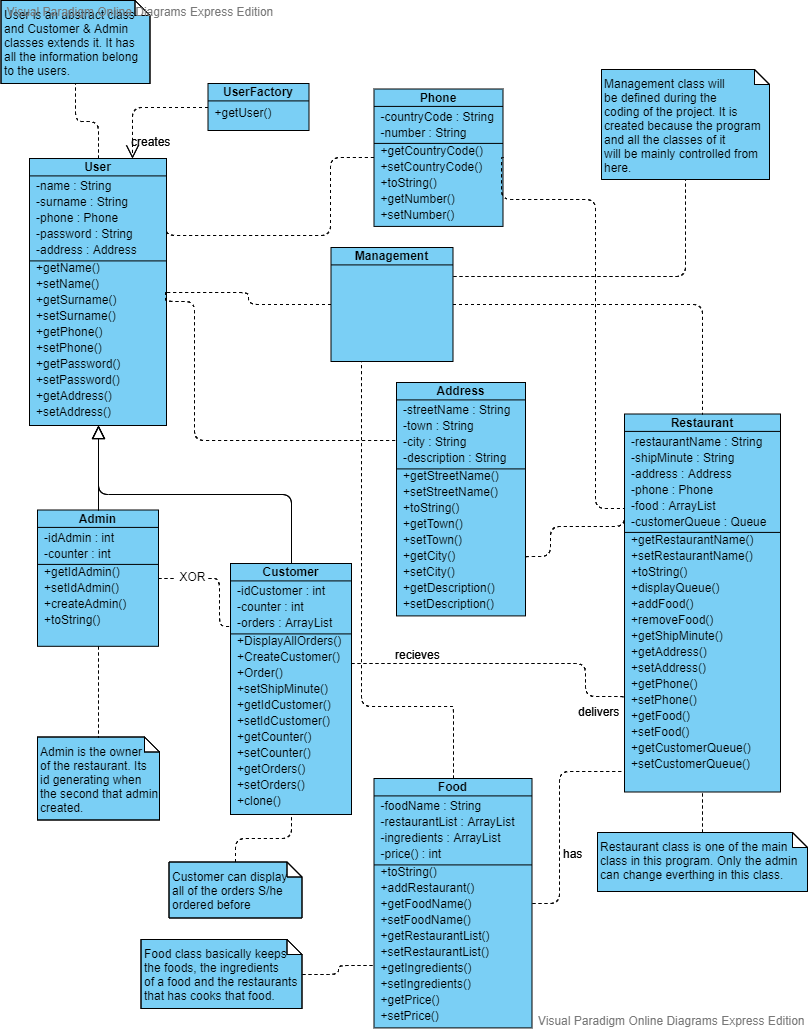 Visual Paradigm Online Diagrams Express Edition
User is an abstract class
and Customer & Admin
classes extends it. It has
all the information belong
to the users.
UserFactory
+getUser()
creates
Phone
-countryCode : String
-number : String
+getCountryCode()
+setCountryCode()
+toString()
+getNumber()
+setNumber()
Management class will
be defined during the
coding of the project. It is
created because the program
and all the classes of it
will be mainly controlled from
here.
User
-name : String
-surname : String
-phone : Phone
-password : String
-address : Address
+getName()
+setName()
+getSurname()
+setSurname()
+getPhone()
+setPhone()
+getPassword()
+setPassword()
+getAddress()
+setAddress()
Management
Address
-streetName : String
-town : String
-city : String
-description : String
+getStreetName()
+setStreetName()
+toString()
+getTown()
+setTown()
+getCity()
+setCity()
+getDescription()
+setDescription()
Restaurant
-restaurantName : String
-shipMinute : String
-address : Address
-phone : Phone
-food : ArrayList
-customerQueue : Queue
+getRestaurantName()
+setRestaurantName()
+toString()
+displayQueue()
+addFood()
+removeFood()
+getShipMinute()
+getAddress()
+setAddress()
+getPhone()
+setPhone()
+getFood()
+setFood()
+getCustomerQueue()
+setCustomerQueue()
Admin
-idAdmin : int
-counter : int
+getIdAdmin()
+setIdAdmin()
+createAdmin()
+toString()
XOR
Customer
-idCustomer : int
-counter : int
-orders : ArrayList
+DisplayAllOrders()
+CreateCustomer()
+Order()
+setShipMinute()
+getIdCustomer()
+setIdCustomer()
+getCounter()
+setCounter()
+getOrders()
+setOrders()
+clone()
recieves
delivers
Admin is the owner
of the restaurant. Its
id generating when
the second that admin
created.
Food
-foodName : String
-restaurantList : ArrayList
-ingredients : ArrayList
-price() : int
+toString()
+addRestaurant()
+getFoodName()
+setFoodName()
+getRestaurantList()
+setRestaurantList()
+getIngredients()
+setIngredients()
+getPrice()
+setPrice()
has
Restaurant class is one of the main
class in this program. Only the admin
can change everthing in this class.
Customer can display
all of the orders S/he
ordered before
Food class basically keeps
the foods, the ingredients
of a food and the restaurants
that has cooks that food.
Visual Paradigm Online Diagrams Express Edition